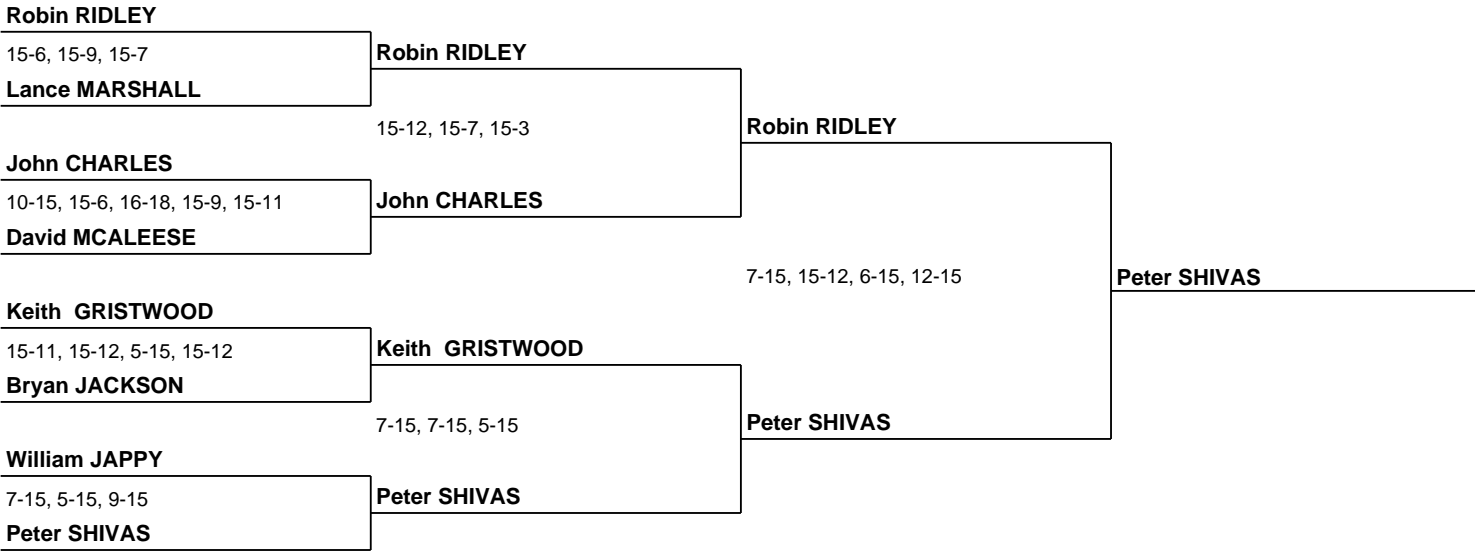 Robin RIDLEY
15-6, 15-9, 15-7
Lance MARSHALL
John CHARLES
10-15, 15-6, 16-18, 15-9, 15-11
David MCALEESE
Keith  GRISTWOOD
15-11, 15-12, 5-15, 15-12
Bryan JACKSON
William JAPPY
7-15, 5-15, 9-15
Peter SHIVAS
Robin RIDLEY
15-12, 15-7, 15-3
John CHARLES
Keith  GRISTWOOD
7-15, 7-15, 5-15
Peter SHIVAS
Robin RIDLEY
7-15, 15-12, 6-15, 12-15
Peter SHIVAS
Peter SHIVAS